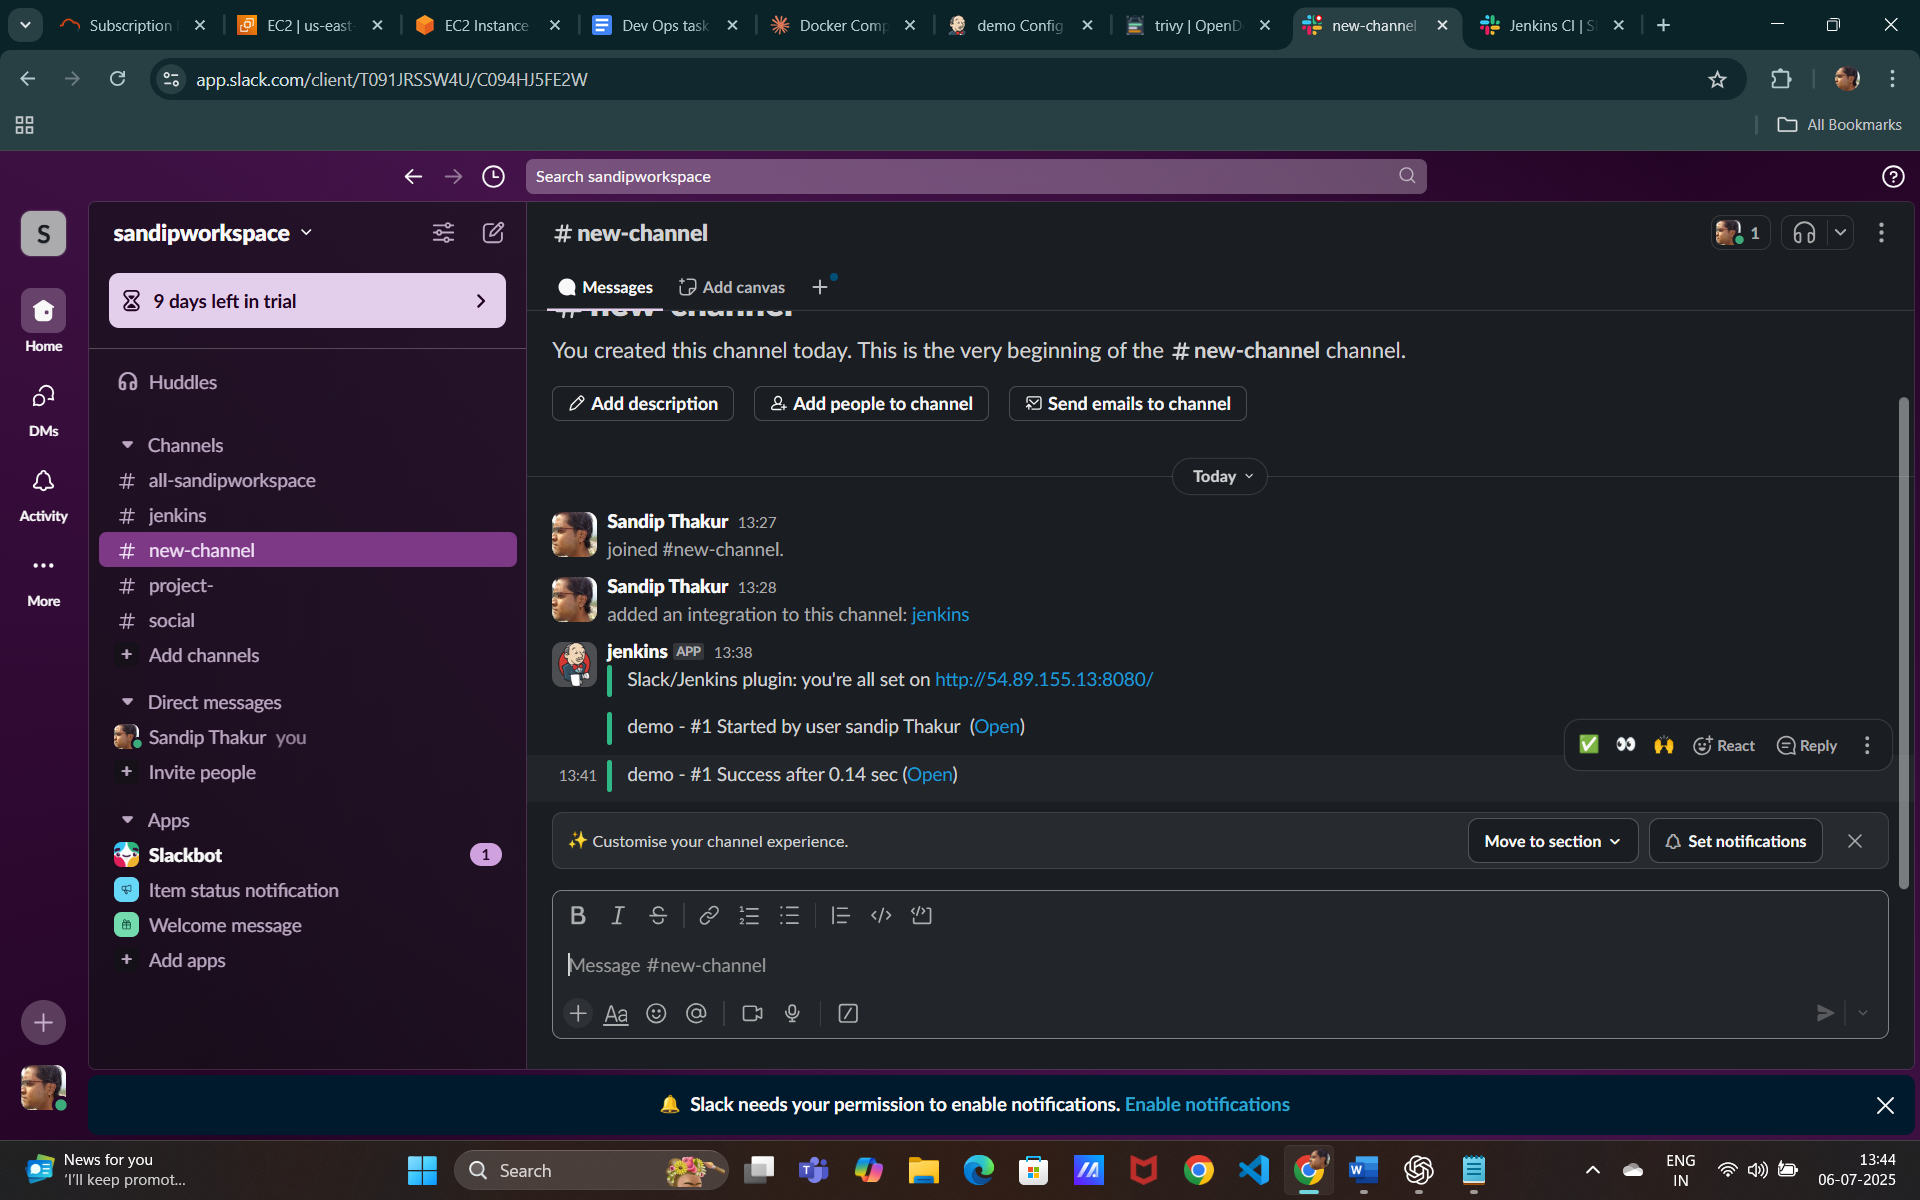 Subscription
EC2 | us-east-
EC2 Instance
Dev Ops task
Docker Comp
demo Config
trivy | OpenD
new-channel
Jenkins CI | S
app.slack.com/client/T091JRSSW4U/C094HJ5FE2W
All Bookmarks
Search sandipworkspace
S
sandipworkspace
# new-channel
1
9 days left in trial
Messages
Add canvas
Home
DMs
Activity
More
Huddles
Channels
# all-sandipworkspace
# jenkins
# new-channel
# project-
# social
+ Add channels
Direct messages
Sandip Thakur you
+ Invite people
Apps
Slackbot 1
Item status notification
Welcome message
+ Add apps
# new-channel
You created this channel today. This is the very beginning of the # new-channel channel.
Add description
Add people to channel
Send emails to channel
Today
Sandip Thakur 13:27
joined #new-channel.
Sandip Thakur 13:28
added an integration to this channel: jenkins
jenkins APP 13:38
Slack/Jenkins plugin: you're all set on http://54.89.155.13:8080/
demo - #1 Started by user sandip Thakur (Open)
React
Reply
13:41 demo - #1 Success after 0.14 sec (Open)
Customise your channel experience.
Move to section
Set notifications
Message #new-channel
Slack needs your permission to enable notifications. Enable notifications
News for you
'I'll keep promot...
Search
ENG
IN
13:44
06-07-2025